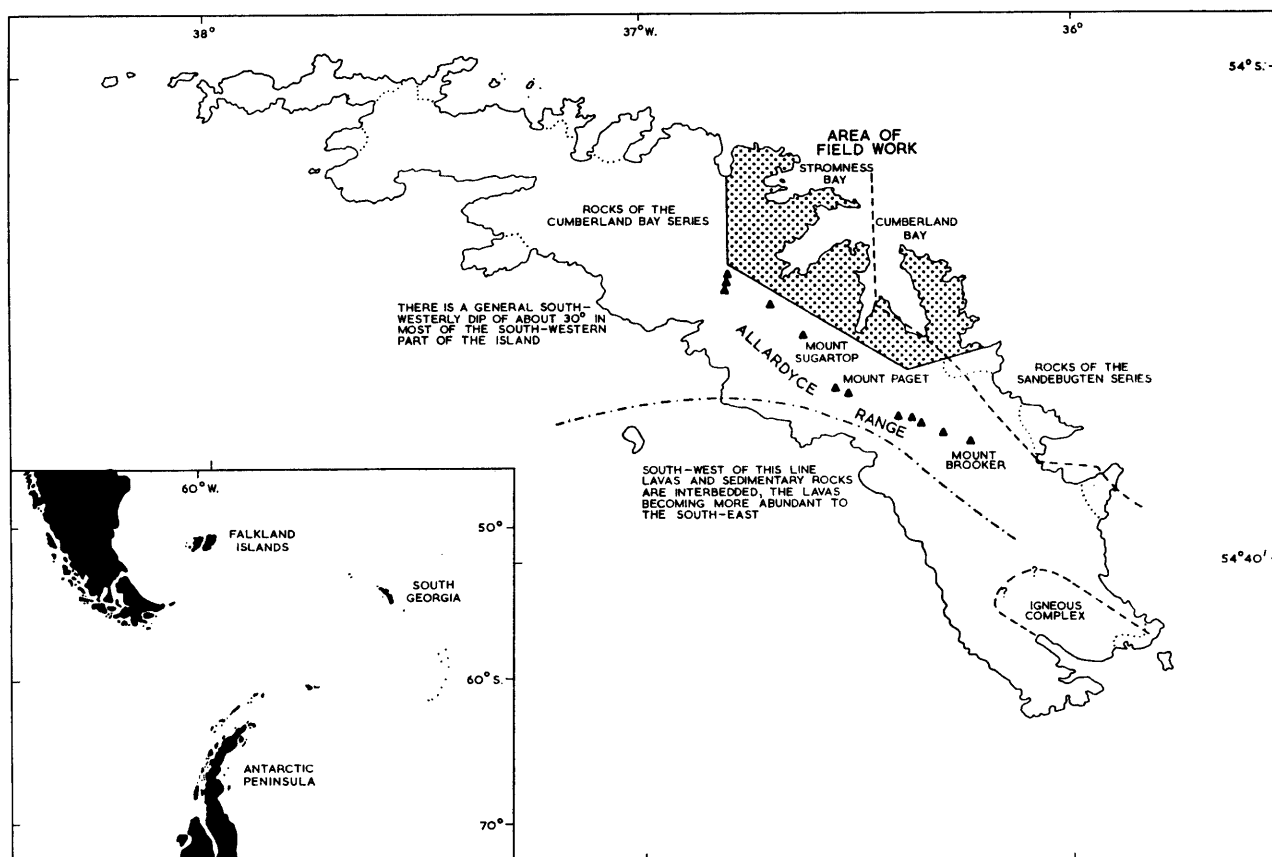 38°
37°W.
36°
54°S.
AREA OF
FIELD WORK
STROMNESS
BAY
CUMBERLAND
BAY
ROCKS OF THE
CUMBERLAND BAY SERIES
THERE IS A GENERAL SOUTH-
WESTERLY DIP OF ABOUT 30° IN
MOST OF THE SOUTH-WESTERN
PART OF THE ISLAND
MOUNT
SUGARTOP
ALLARDYCE
RANGE
MOUNT PAGET
ROCKS OF THE
SANDEBUGTEN SERIES
MOUNT
BROOKER
SOUTH-WEST OF THIS LINE
LAVAS AND SEDIMENTARY ROCKS
ARE INTERBEDDED, THE LAVAS
BECOMING MORE ABUNDANT TO
THE SOUTH-EAST
54°40'
?
?
IGNEOUS
COMPLEX
60°W.
50°
FALKLAND
ISLANDS
SOUTH
GEORGIA
60°S.
ANTARCTIC
PENINSULA
70°